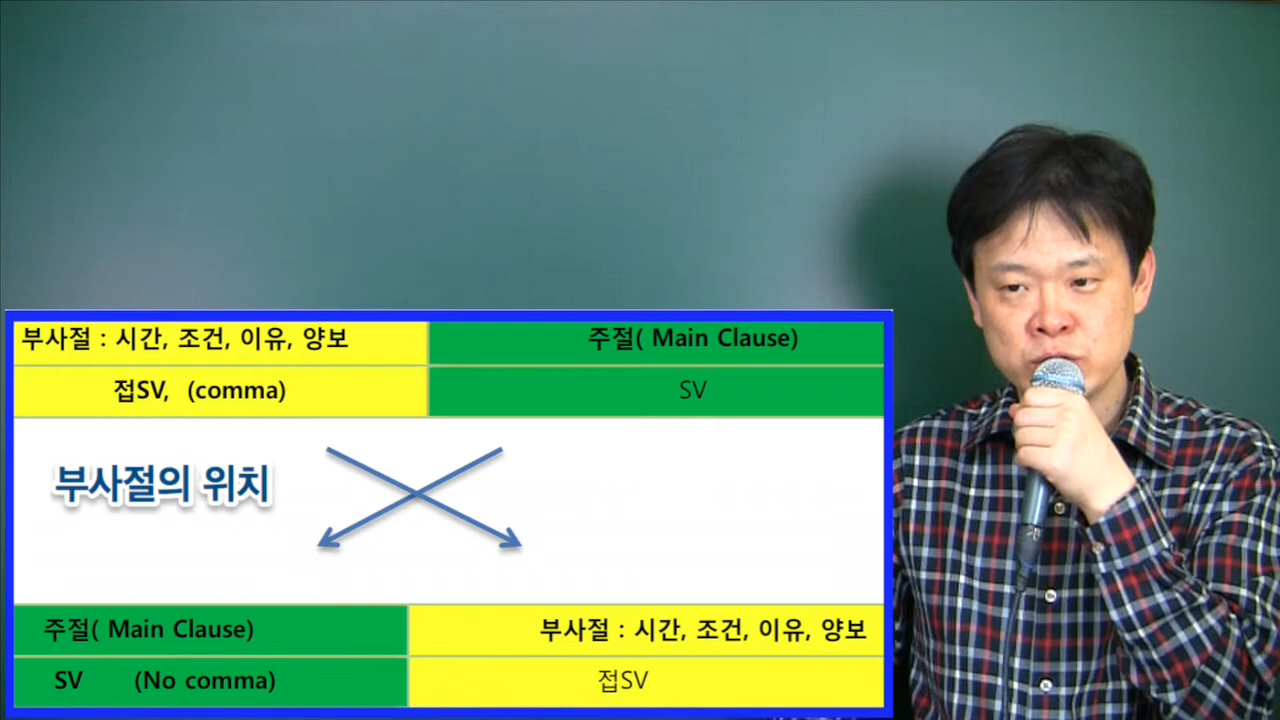 부사절 : 시간, 조건, 이유, 양보
주절( Main Clause)
접SV, (comma)
SV
부사절의 위치
주절( Main Clause)
부사절 : 시간, 조건, 이유, 양보
SV (No comma)
접SV